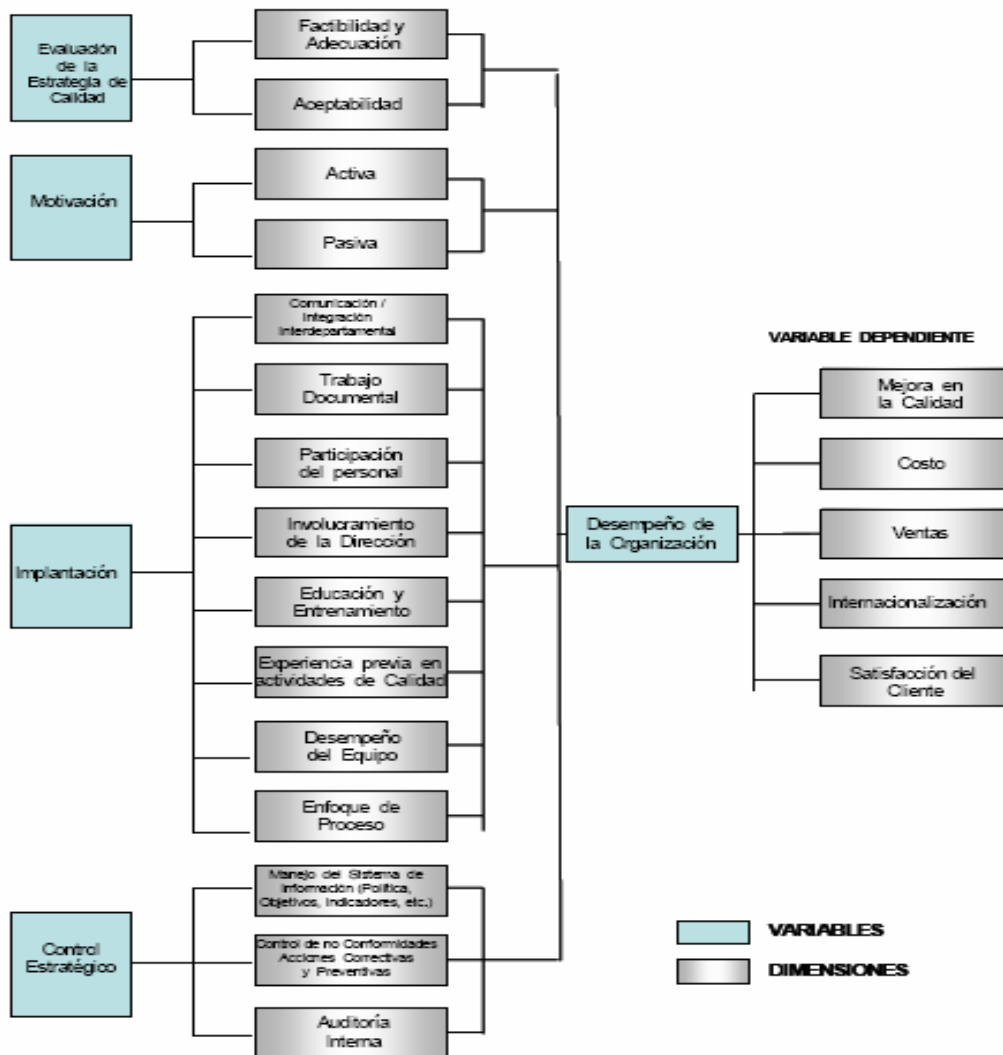 Evaluación
de la
Estrategia de
Calidad
Factibilidad y
Adecuación
Aceptabilidad
Motivación
Activa
Pasiva
Implantación
Comunicación /
Integración
Interdepartamental
Trabajo
Documental
Participación
del personal
Involucramiento
de la Dirección
Educación y
Entrenamiento
Experiencia previa en
actividades de Calidad
Desempeño
del Equipo
Enfoque de
Proceso
Control
Estratégico
Manejo del Sistema de
Información (Política,
Objetivos, Indicadores, etc.)
Control de no Conformidades
Acciones Correctivas
y Preventivas
Auditoría
Interna
Desempeño de
la Organización
VARIABLE DEPENDIENTE
Mejora en
la Calidad
Costo
Ventas
Internacionalización
Satisfacción del
Cliente
VARIABLES
DIMENSIONES